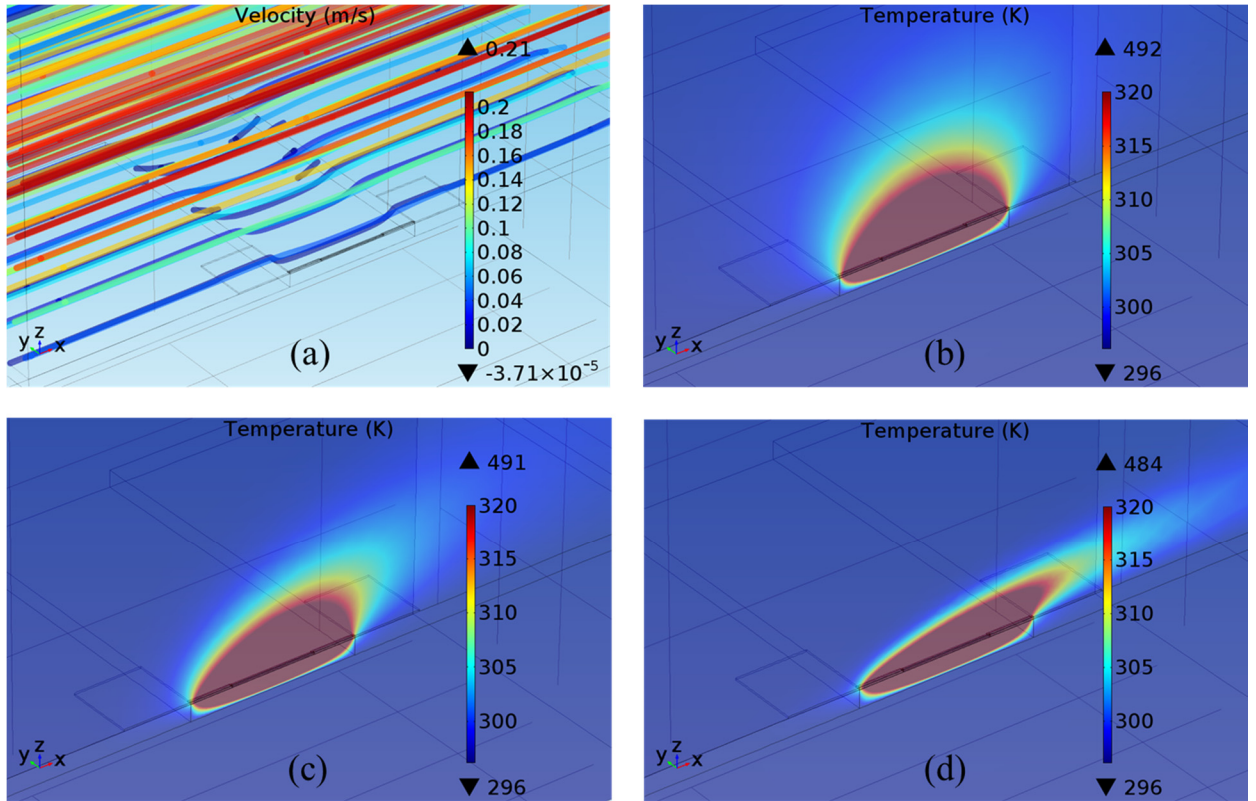 Velocity (m/s)
▲ 0.21
0.2
0.18
0.16
0.14
0.12
0.1
0.08
0.06
0.04
0.02
0
▼ -3.71×10⁻⁵
y z x
(a)
Temperature (K)
▲ 492
320
315
310
305
300
▼ 296
y z x
(b)
Temperature (K)
▲ 491
320
315
310
305
300
▼ 296
y z x
(c)
Temperature (K)
▲ 484
320
315
310
305
300
▼ 296
y z x
(d)